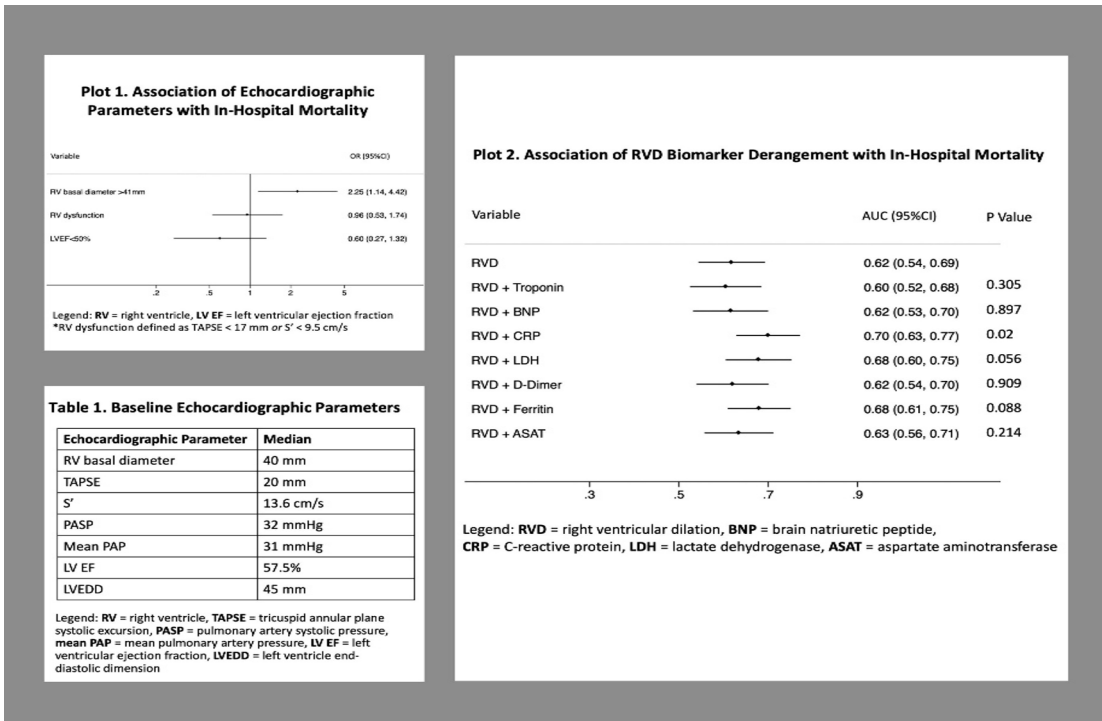 Plot 1. Association of Echocardiographic
Parameters with In-Hospital Mortality
Variable OR (95%CI)
RV basal diameter >41mm 2.25 (1.14, 4.42)
RV dysfunction 0.96 (0.53, 1.74)
LVEF<50% 0.60 (0.27, 1.32)
.2 .5 1 2 5
Legend: RV = right ventricle, LV EF = left ventricular ejection fraction
*RV dysfunction defined as TAPSE < 17 mm or S’ < 9.5 cm/s
Table 1. Baseline Echocardiographic Parameters
Echocardiographic Parameter Median
RV basal diameter 40 mm
TAPSE 20 mm
S’ 13.6 cm/s
PASP 32 mmHg
Mean PAP 31 mmHg
LV EF 57.5%
LVEDD 45 mm
Legend: RV = right ventricle, TAPSE = tricuspid annular plane
systolic excursion, PASP = pulmonary artery systolic pressure,
mean PAP = mean pulmonary artery pressure, LV EF = left
ventricular ejection fraction, LVEDD = left ventricle end-
diastolic dimension
Plot 2. Association of RVD Biomarker Derangement with In-Hospital Mortality
Variable AUC (95%CI) P Value
RVD 0.62 (0.54, 0.69)
RVD + Troponin 0.60 (0.52, 0.68) 0.305
RVD + BNP 0.62 (0.53, 0.70) 0.897
RVD + CRP 0.70 (0.63, 0.77) 0.02
RVD + LDH 0.68 (0.60, 0.75) 0.056
RVD + D-Dimer 0.62 (0.54, 0.70) 0.909
RVD + Ferritin 0.68 (0.61, 0.75) 0.088
RVD + ASAT 0.63 (0.56, 0.71) 0.214
.3 .5 .7 .9
Legend: RVD = right ventricular dilation, BNP = brain natriuretic peptide,
CRP = C-reactive protein, LDH = lactate dehydrogenase, ASAT = aspartate aminotransferase